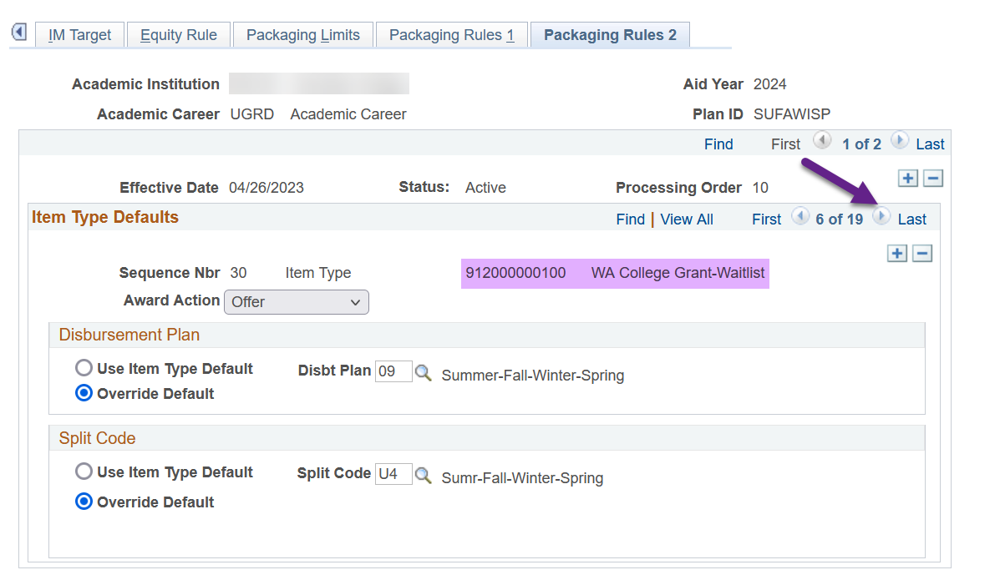 IM Target Equity Rule Packaging Limits Packaging Rules 1 Packaging Rules 2
Academic Institution Aid Year 2024
Academic Career UGRD Academic Career Plan ID SUFAWISP
Find First 1 of 2 Last
Effective Date 04/26/2023 Status: Active Processing Order 10
Item Type Defaults Find | View All First 6 of 19 Last
Sequence Nbr 30 Item Type 912000000100 WA College Grant-Waitlist
Award Action Offer
Disbursement Plan
Use Item Type Default Disbt Plan 09 Summer-Fall-Winter-Spring
Override Default
Split Code
Use Item Type Default Split Code U4 Sumr-Fall-Winter-Spring
Override Default